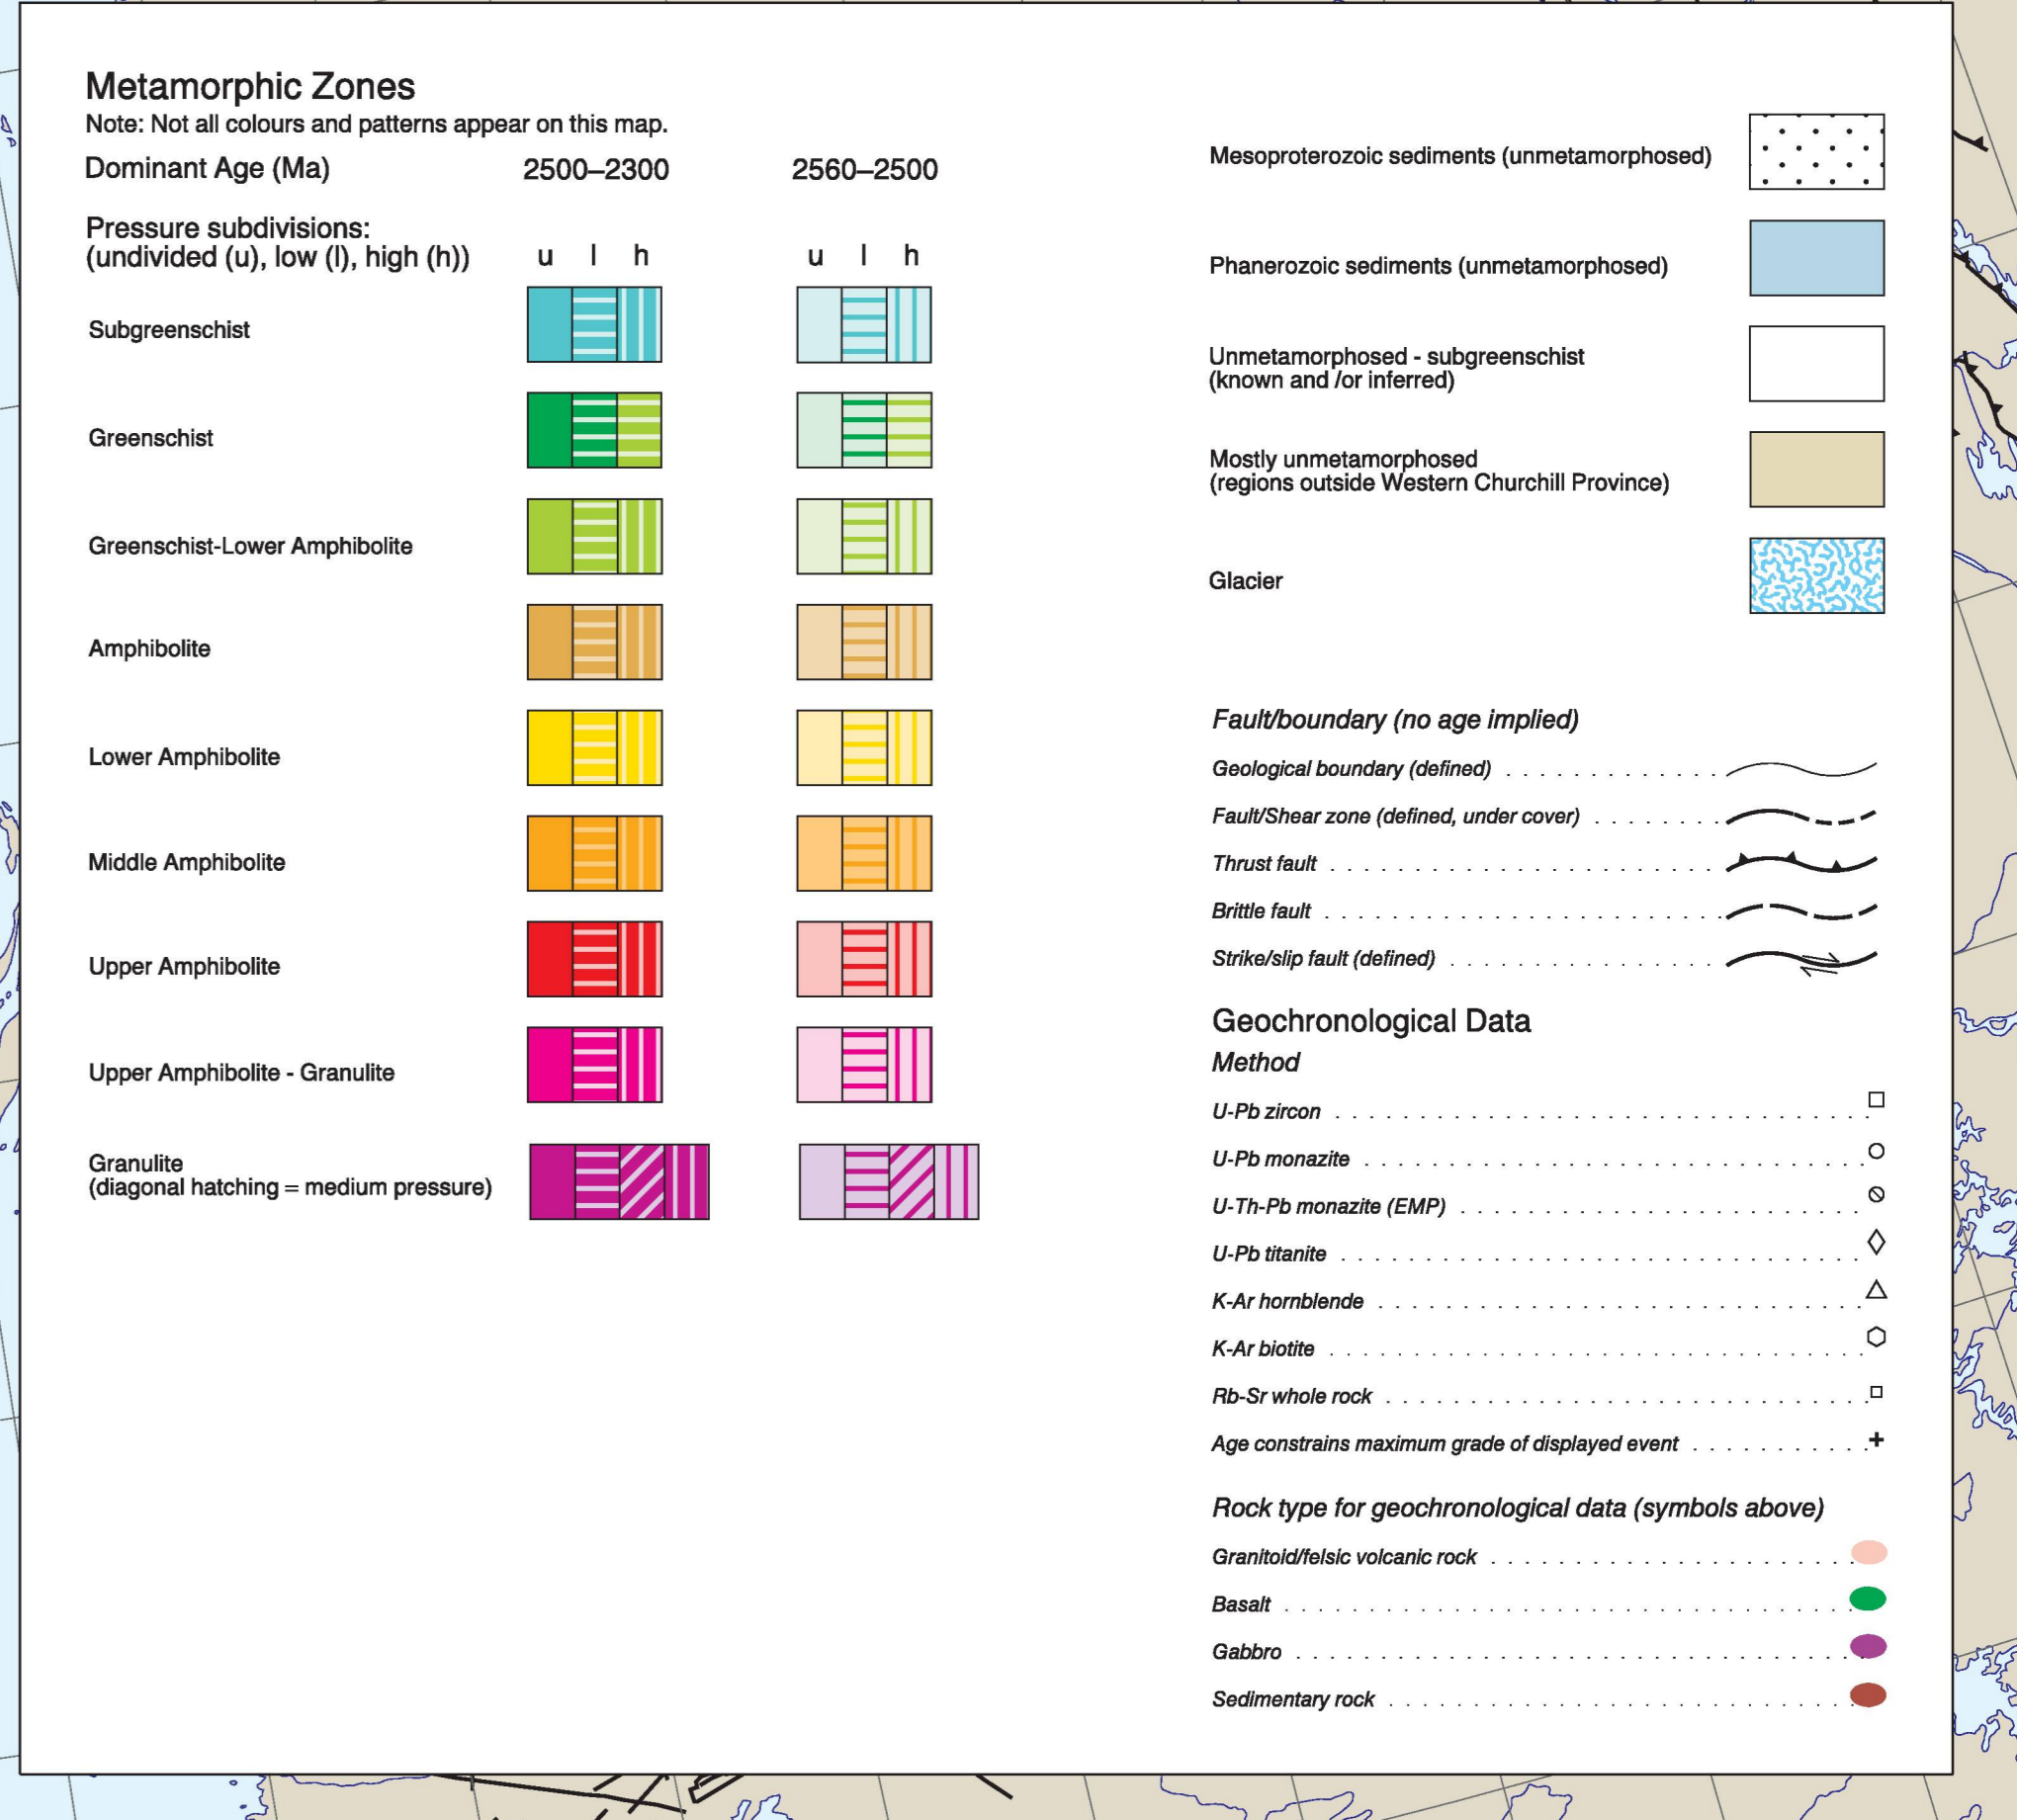 Metamorphic Zones
Note: Not all colours and patterns appear on this map.
Dominant Age (Ma) 2500–2300 2560–2500
Pressure subdivisions:
(undivided (u), low (l), high (h)) u l h u l h
Subgreenschist
Greenschist
Greenschist-Lower Amphibolite
Amphibolite
Lower Amphibolite
Middle Amphibolite
Upper Amphibolite
Upper Amphibolite - Granulite
Granulite
(diagonal hatching = medium pressure)
Mesoproterozoic sediments (unmetamorphosed)
Phanerozoic sediments (unmetamorphosed)
Unmetamorphosed - subgreenschist
(known and /or inferred)
Mostly unmetamorphosed
(regions outside Western Churchill Province)
Glacier
Fault/boundary (no age implied)
Geological boundary (defined)
Fault/Shear zone (defined, under cover)
Thrust fault
Brittle fault
Strike/slip fault (defined)
Geochronological Data
Method
U-Pb zircon
U-Pb monazite
U-Th-Pb monazite (EMP)
U-Pb titanite
K-Ar hornblende
K-Ar biotite
Rb-Sr whole rock
Age constrains maximum grade of displayed event
Rock type for geochronological data (symbols above)
Granitoid/felsic volcanic rock
Basalt
Gabbro
Sedimentary rock